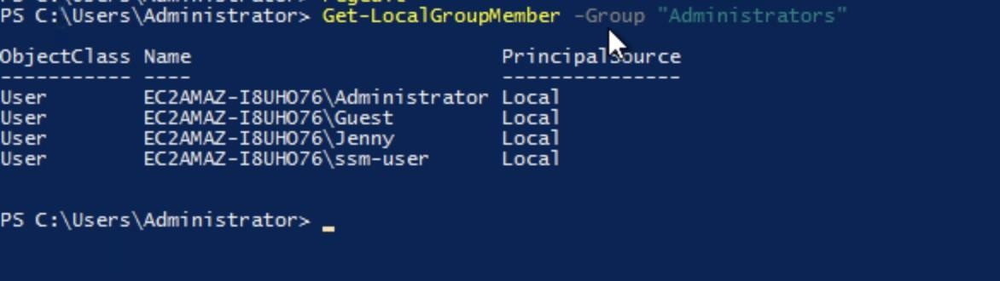 PS C:\Users\Administrator> Get-LocalGroupMember -Group "Administrators"
ObjectClass Name                          PrincipalSource
----------- ----                          ---------------
User        EC2AMAZ-I8UHO76\Administrator Local
User        EC2AMAZ-I8UHO76\Guest         Local
User        EC2AMAZ-I8UHO76\Jenny         Local
User        EC2AMAZ-I8UHO76\ssm-user      Local
PS C:\Users\Administrator> _